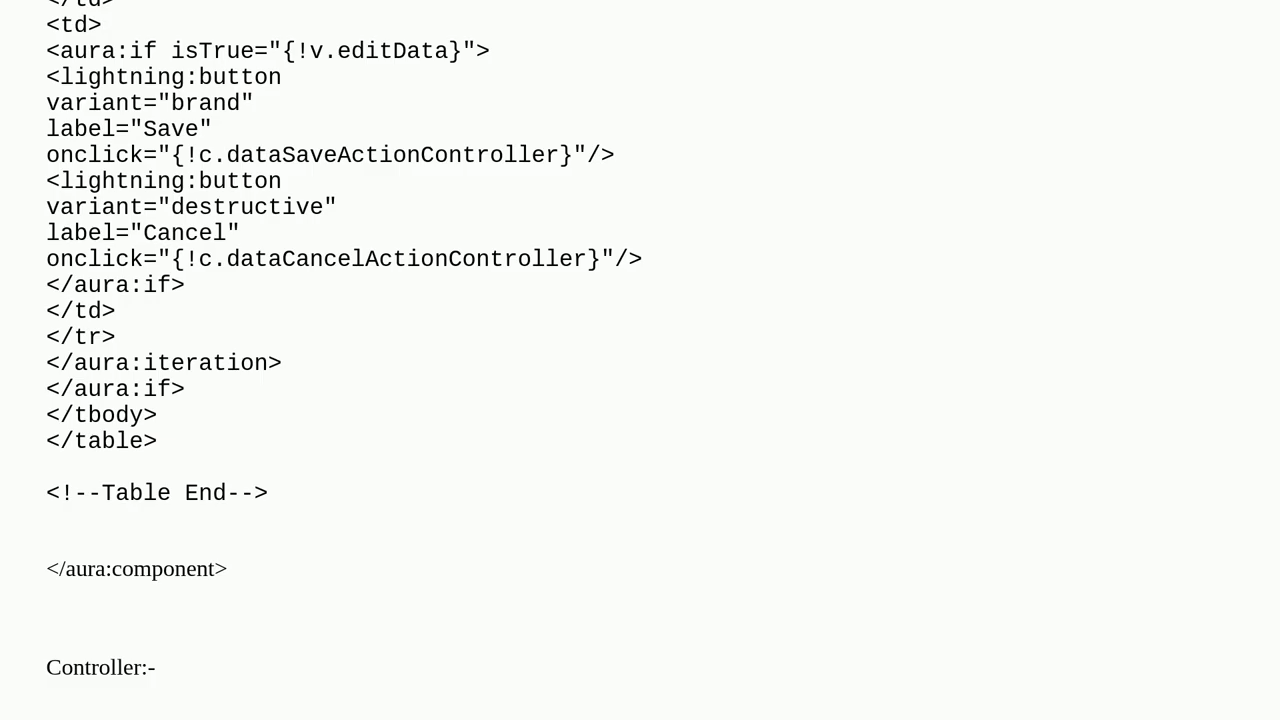 </td>
<td>
<aura:if isTrue="{!v.editData}">
<lightning:button
variant="brand"
label="Save"
onclick="{!c.dataSaveActionController}"/>
<lightning:button
variant="destructive"
label="Cancel"
onclick="{!c.dataCancelActionController}"/>
</aura:if>
</td>
</tr>
</aura:iteration>
</aura:if>
</tbody>
</table>
<!--Table End-->
</aura:component>
Controller:-